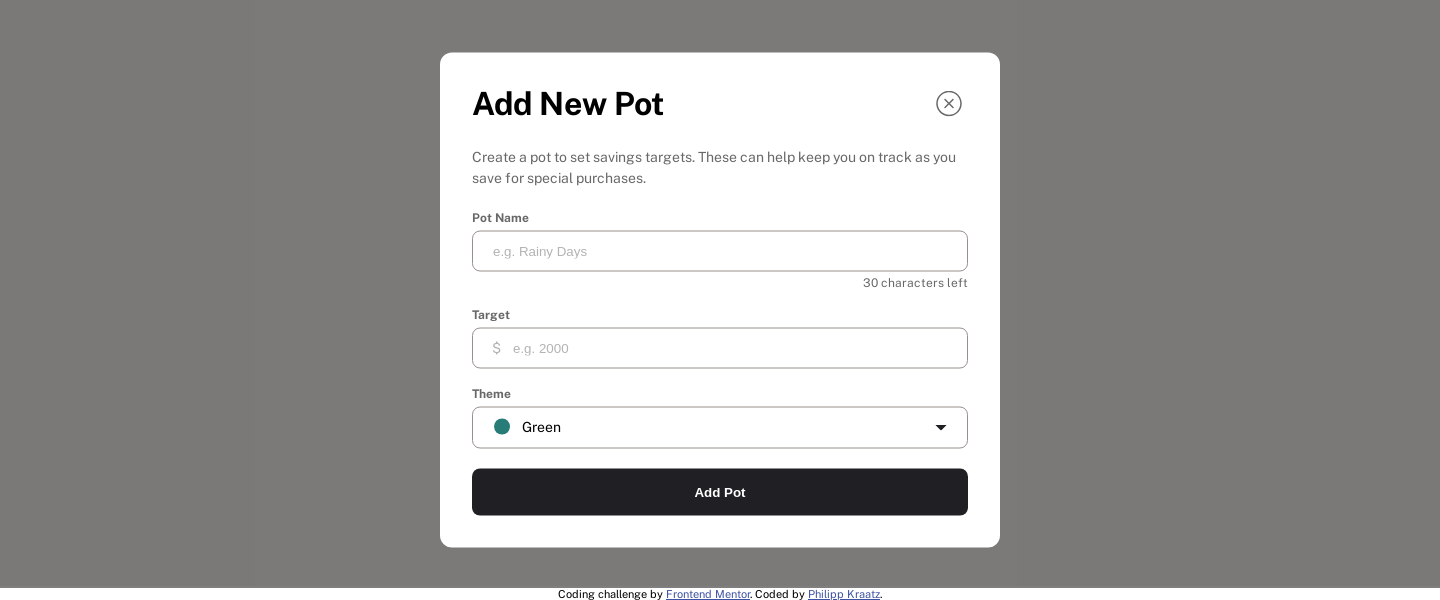 Add New Pot
Create a pot to set savings targets. These can help keep you on track as you
save for special purchases.
Pot Name
e.g. Rainy Days
30 characters left
Target
$ e.g. 2000
Theme
Green
Add Pot
Coding challenge by Frontend Mentor. Coded by Philipp Kraatz.